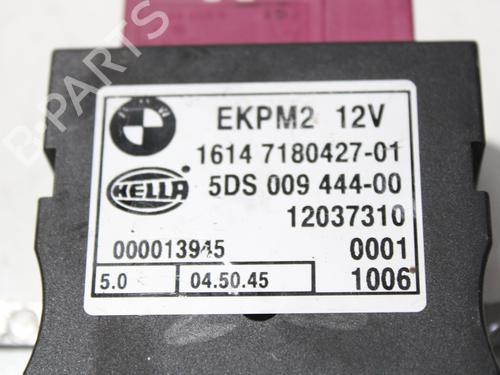 EKPM2 12V
1614 7180427-01
HELLA 5DS 009 444-00
12037310
000013945 0001
5.0 04.50.45 1006
B-PARTS